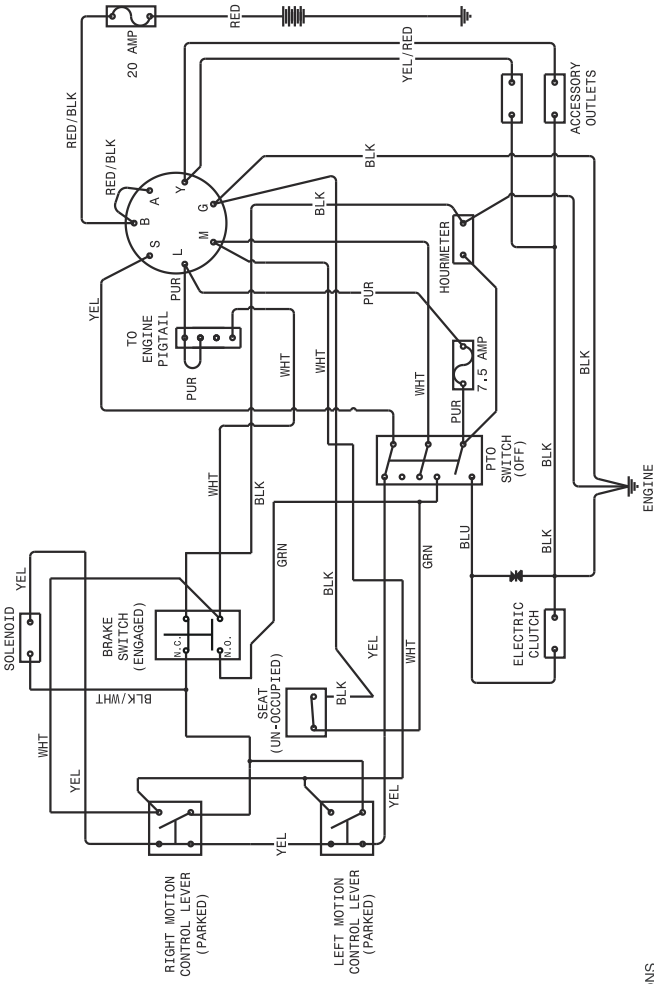 RED
20 AMP
RED/BLK
RED/BLK
YEL/RED
ACCESSORY
OUTLETS
BLK
A
B
Y
S
G
L
M
BLK
HOURMETER
PUR
YEL
TO
ENGINE
PIGTAIL
PUR
PUR
WHT
WHT
WHT
7.5 AMP
PUR
BLK
PTO
SWITCH
(OFF)
WHT
BLK
BLK
ENGINE
GRN
GRN
BLU
BLK
BLK
YEL
SOLENOID
BRAKE
SWITCH
(ENGAGED)
N.C.
N.O.
ELECTRIC
CLUTCH
YEL
WHT
BLK/WHT
SEAT
(UN-OCCUPIED)
BLK
WHT
YEL
YEL
YEL
RIGHT MOTION
CONTROL LEVER
(PARKED)
LEFT MOTION
CONTROL LEVER
(PARKED)